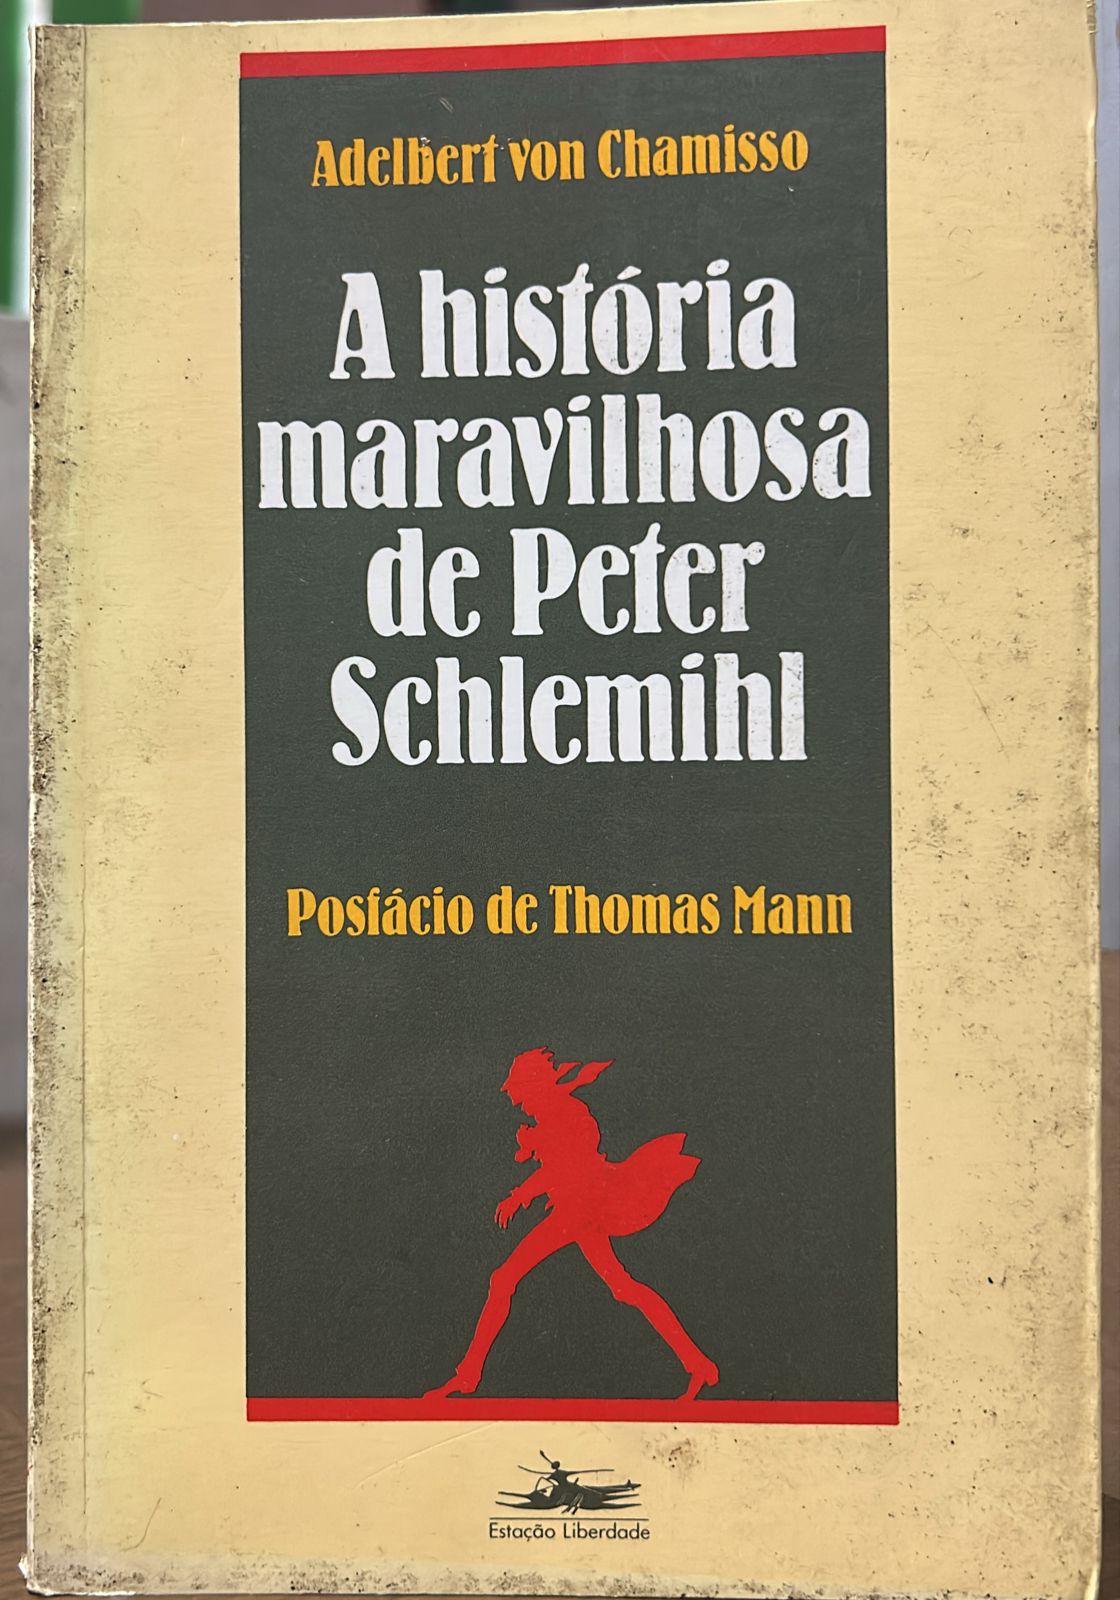 Adelbert von Chamisso
A história
maravilhosa
de Peter
Schlemihl
Posfácio de Thomas Mann
Estação Liberdade